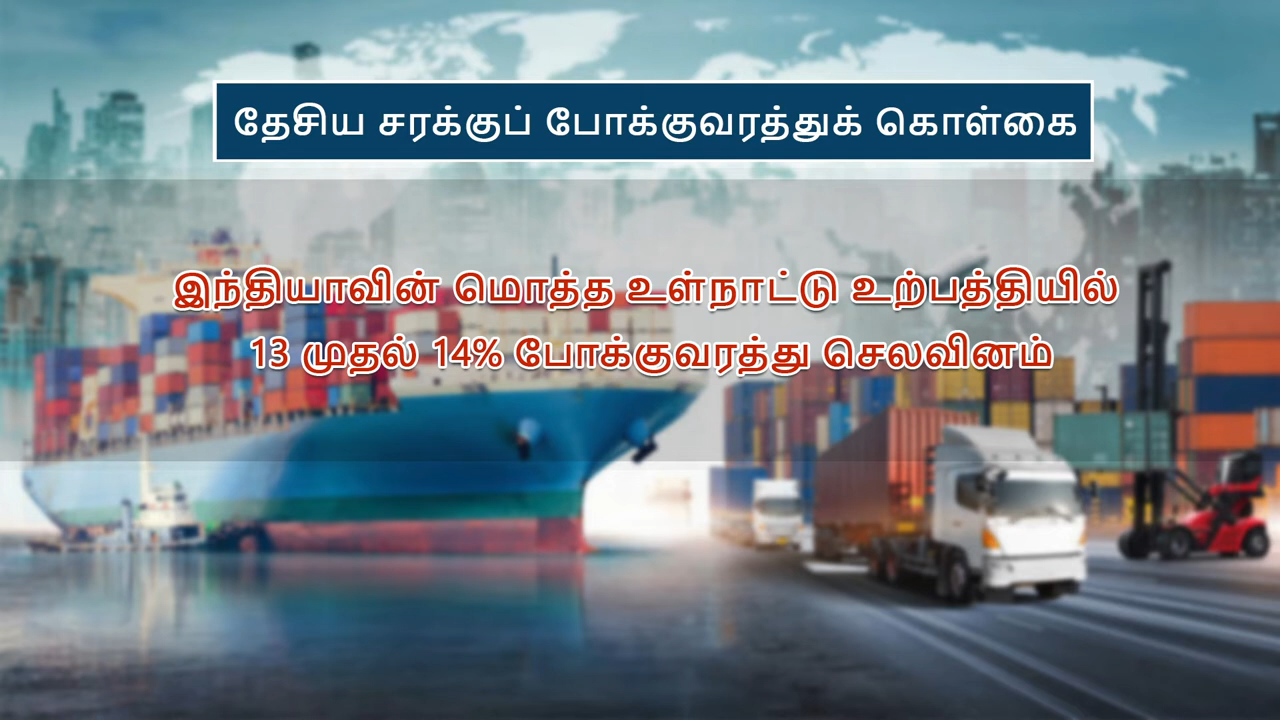 தேசிய சரக்குப் போக்குவரத்துக் கொள்கை
இந்தியாவின் மொத்த உள்நாட்டு உற்பத்தியில்
13 முதல் 14% போக்குவரத்து செலவினம்